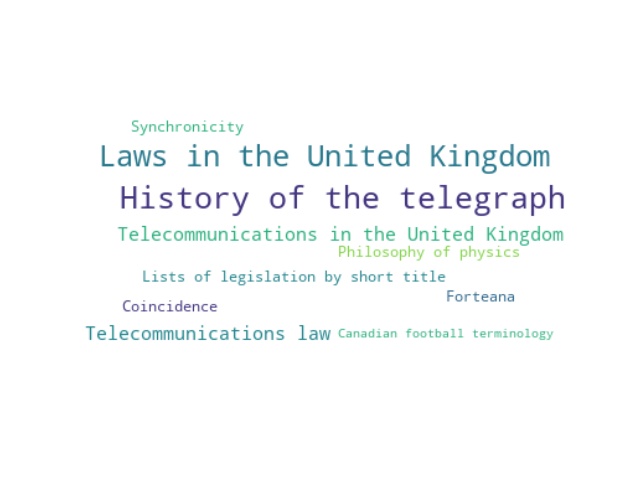 Synchronicity
Laws in the United Kingdom
History of the telegraph
Telecommunications in the United Kingdom
Philosophy of physics
Lists of legislation by short title
Forteana
Coincidence
Telecommunications law Canadian football terminology